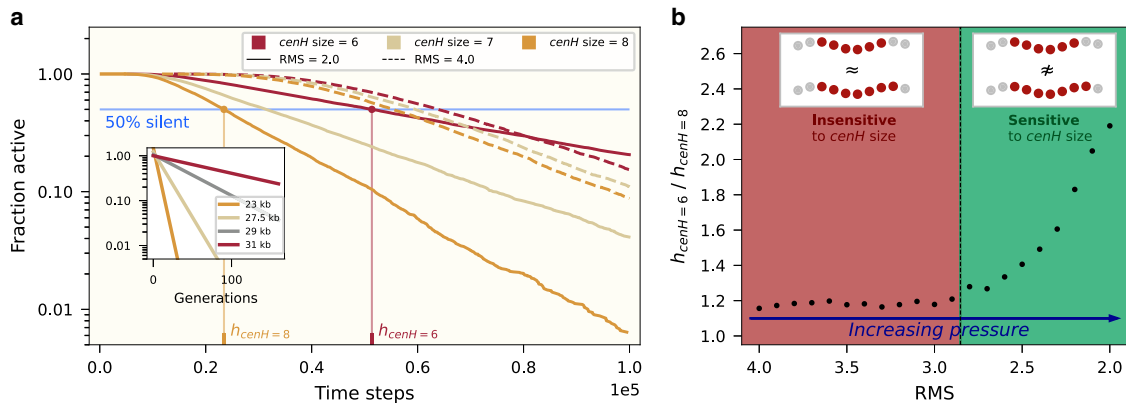 a
cenH size = 6
cenH size = 7
cenH size = 8
RMS = 2.0
RMS = 4.0
1.00
0.10
0.01
Fraction active
50% silent
1.00
0.10
0.01
23 kb
27.5 kb
29 kb
31 kb
0
100
Generations
h_cenH=8
h_cenH=6
0.0
0.2
0.4
0.6
0.8
1.0
1e5
Time steps
b
2.6
2.4
2.2
2.0
1.8
1.6
1.4
1.2
1.0
h_cenH=6 / h_cenH=8
≈
≉
Insensitive
to cenH size
Sensitive
to cenH size
Increasing pressure
4.0
3.5
3.0
2.5
2.0
RMS